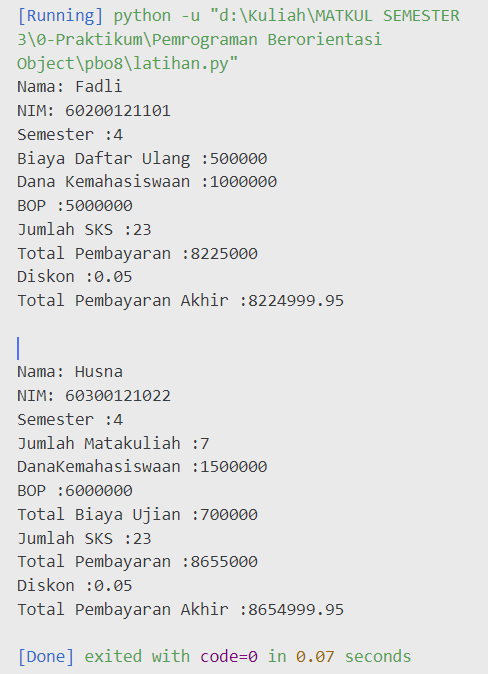 [Running] python -u "d:\Kuliah\MATKUL SEMESTER
3\0-Praktikum\Pemrograman Berorientasi
Object\pbo8\latihan.py"
Nama: Fadli
NIM: 60200121101
Semester :4
Biaya Daftar Ulang :500000
Dana Kemahasiswaan :1000000
BOP :5000000
Jumlah SKS :23
Total Pembayaran :8225000
Diskon :0.05
Total Pembayaran Akhir :8224999.95
Nama: Husna
NIM: 60300121022
Semester :4
Jumlah Matakuliah :7
DanaKemahasiswaan :1500000
BOP :6000000
Total Biaya Ujian :700000
Jumlah SKS :23
Total Pembayaran :8655000
Diskon :0.05
Total Pembayaran Akhir :8654999.95
[Done] exited with code=0 in 0.07 seconds